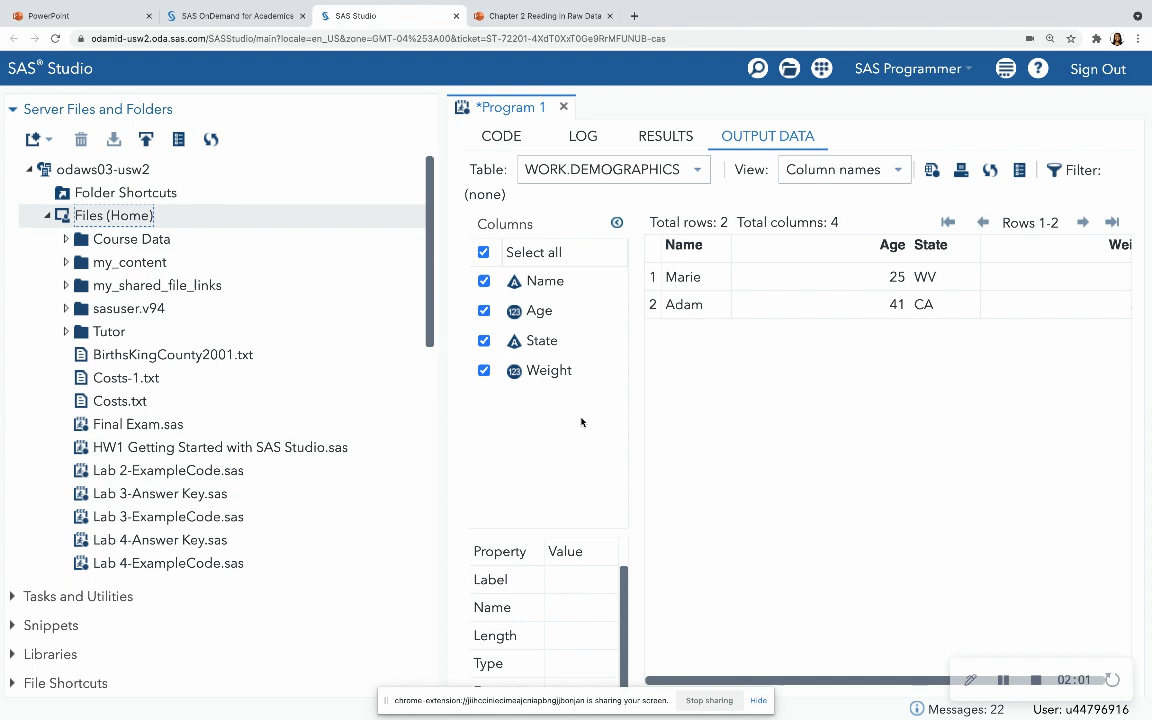 PowerPoint
SAS OnDemand for Academics
SAS Studio
Chapter 2 Reading in Raw Data
odamid-usw2.oda.sas.com/SASStudio/main?locale=en_US&zone=GMT-04%253A00&ticket=ST-72201-4XdT0XxT0Ge9RrMFUNUB-cas
SAS® Studio
SAS Programmer
Sign Out
Server Files and Folders
*Program 1
CODE LOG RESULTS OUTPUT DATA
Table: WORK.DEMOGRAPHICS View: Column names Filter:
(none)
odaws03-usw2
Folder Shortcuts
Files (Home)
Course Data
my_content
my_shared_file_links
sasuser.v94
Tutor
BirthsKingCounty2001.txt
Costs-1.txt
Costs.txt
Final Exam.sas
HW1 Getting Started with SAS Studio.sas
Lab 2-ExampleCode.sas
Lab 3-Answer Key.sas
Lab 3-ExampleCode.sas
Lab 4-Answer Key.sas
Lab 4-ExampleCode.sas
Tasks and Utilities
Snippets
Libraries
File Shortcuts
Columns
Select all
Name
Age
State
Weight
Property Value
Label
Name
Length
Type
Total rows: 2 Total columns: 4 Rows 1-2
Name Age State Wei
1 Marie 25 WV
2 Adam 41 CA
02:01
chrome-extension://jiihcciniecimeajcniapbngjjbonjan is sharing your screen. Stop sharing Hide
Messages: 22 User: u44796916